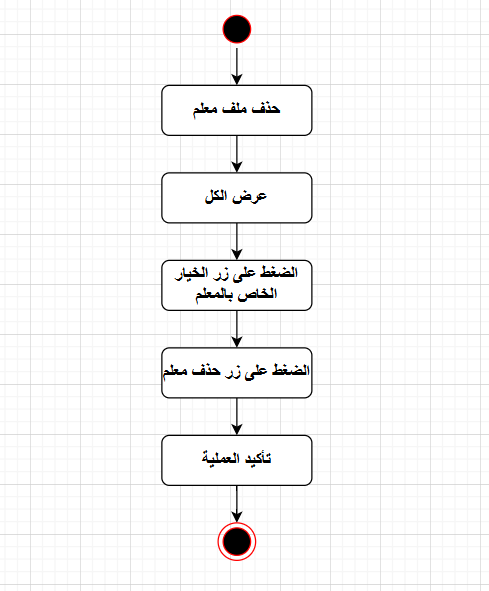 حذف ملف معلم
عرض الكل
الضغط على زر الخيار
الخاص بالمعلم
الضغط على زر حذف معلم
تأكيد العملية